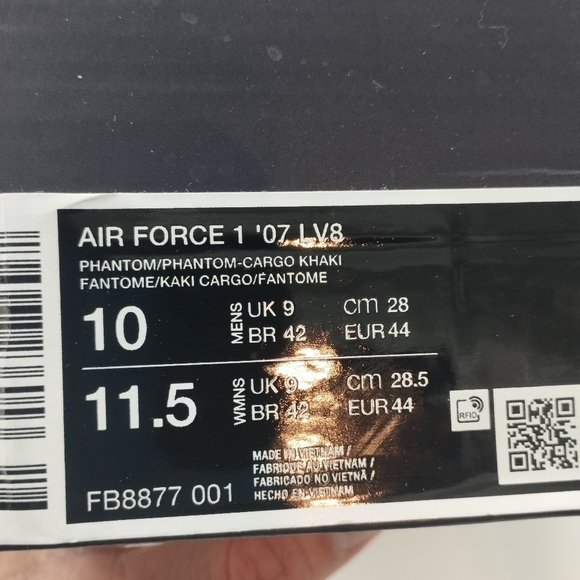 AIR FORCE 1 '07 LV8
PHANTOM/PHANTOM-CARGO KHAKI
FANTOME/KAKI CARGO/FANTOME
10 MENS UK 9 CM 28
BR 42 EUR 44
11.5 WMNS UK 9 CM 28.5
BR 42 EUR 44
RFID
MADE IN VIETNAM /
FABRIQUE AU VIETNAM /
FABRICADO NO VIETNÃ /
HECHO EN VIETNAM
FB8877 001